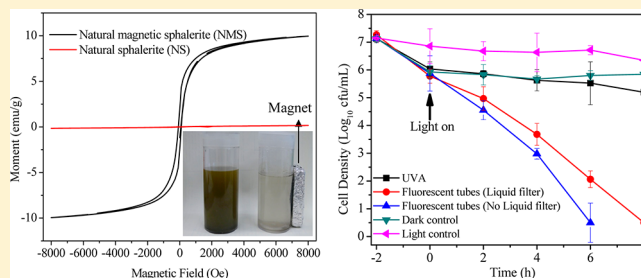 10
5
0
-5
-10
Moment (emu/g)
Natural magnetic sphalerite (NMS)
Natural sphalerite (NS)
Magnet
-8000 -6000 -4000 -2000 0 2000 4000 6000 8000
Magnetic Field (Oe)
8
7
6
5
4
3
2
1
0
Cell Density (Log10 cfu/mL)
Light on
UVA
Fluorescent tubes (Liquid filter)
Fluorescent tubes (No Liquid filter)
Dark control
Light control
-2 0 2 4 6
Time (h)